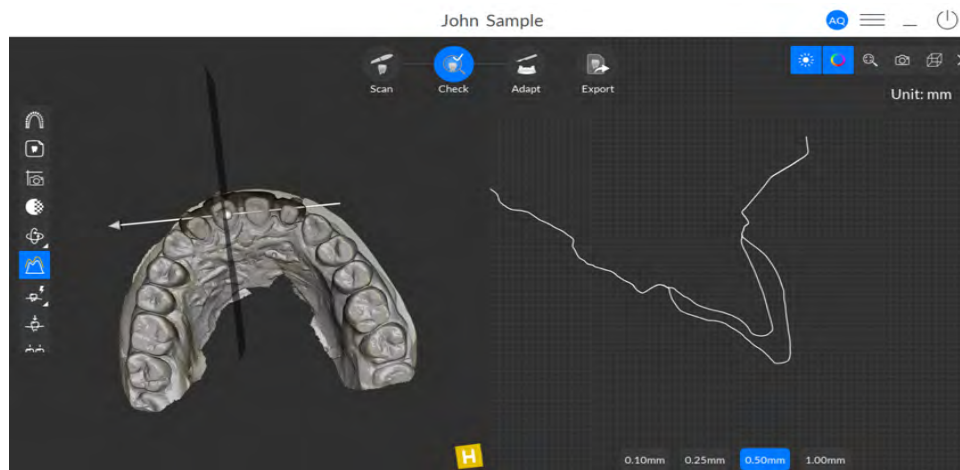 John Sample
AQ
Scan
Check
Adapt
Export
Unit: mm
H
0.10mm
0.25mm
0.50mm
1.00mm